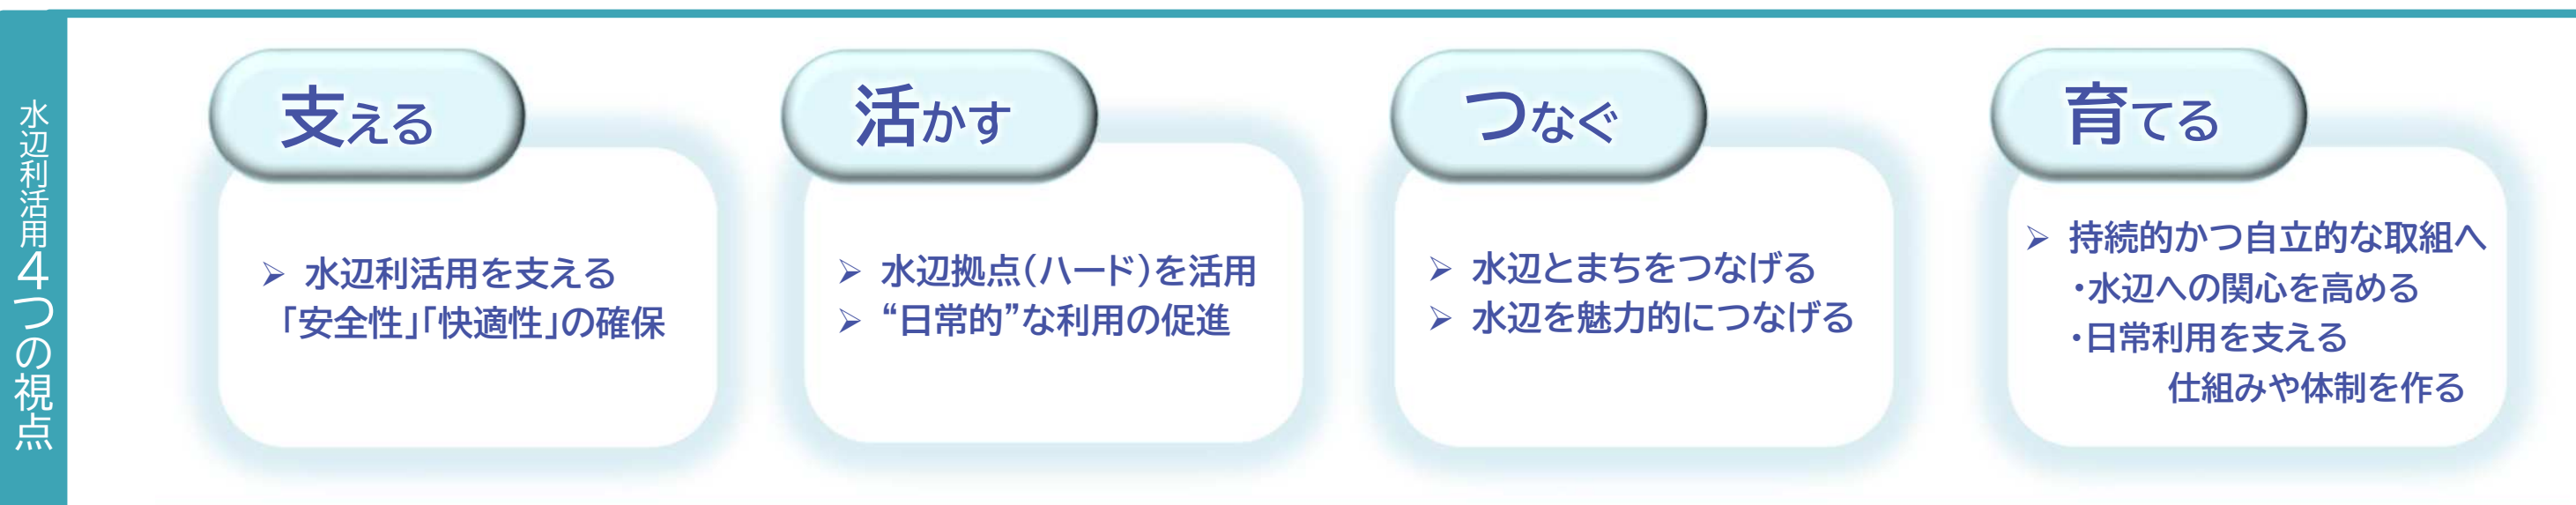 水辺利活用4つの視点
支える
➢ 水辺利活用を支える
「安全性」「快適性」の確保
活かす
➢ 水辺拠点(ハード)を活用
➢ “日常的”な利用の促進
つなぐ
➢ 水辺とまちをつなげる
➢ 水辺を魅力的につなげる
育てる
➢ 持続的かつ自立的な取組へ
・水辺への関心を高める
・日常利用を支える
仕組みや体制を作る